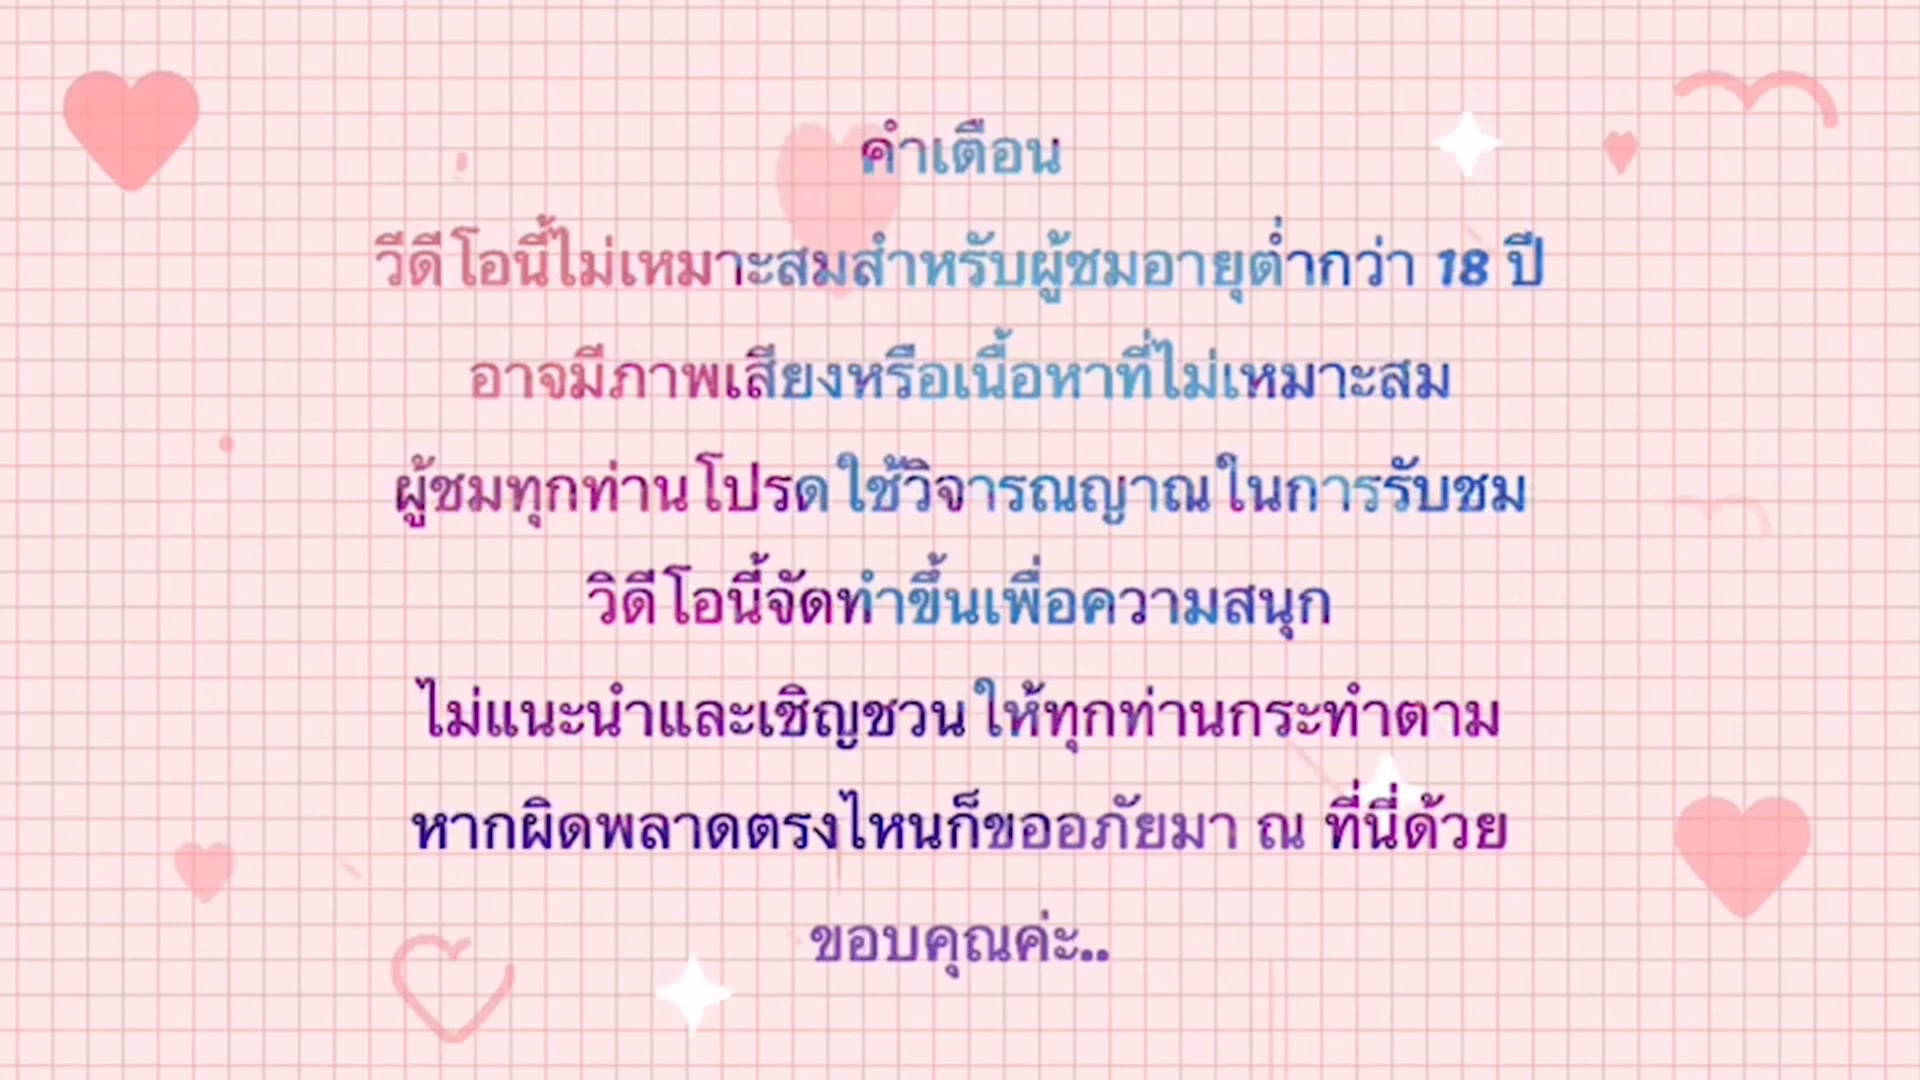 คำเตือน
วีดีโอนี้ไม่เหมาะสมสำหรับผู้ชมอายุต่ำกว่า 18 ปี
อาจมีภาพเสียงหรือเนื้อหาที่ไม่เหมาะสม
ผู้ชมทุกท่านโปรดใช้วิจารณญาณในการรับชม
วิดีโอนี้จัดทำขึ้นเพื่อความสนุก
ไม่แนะนำและเชิญชวนให้ทุกท่านกระทำตาม
หากผิดพลาดตรงไหนก็ขออภัยมา ณ ที่นี่ด้วย
ขอบคุณค่ะ..